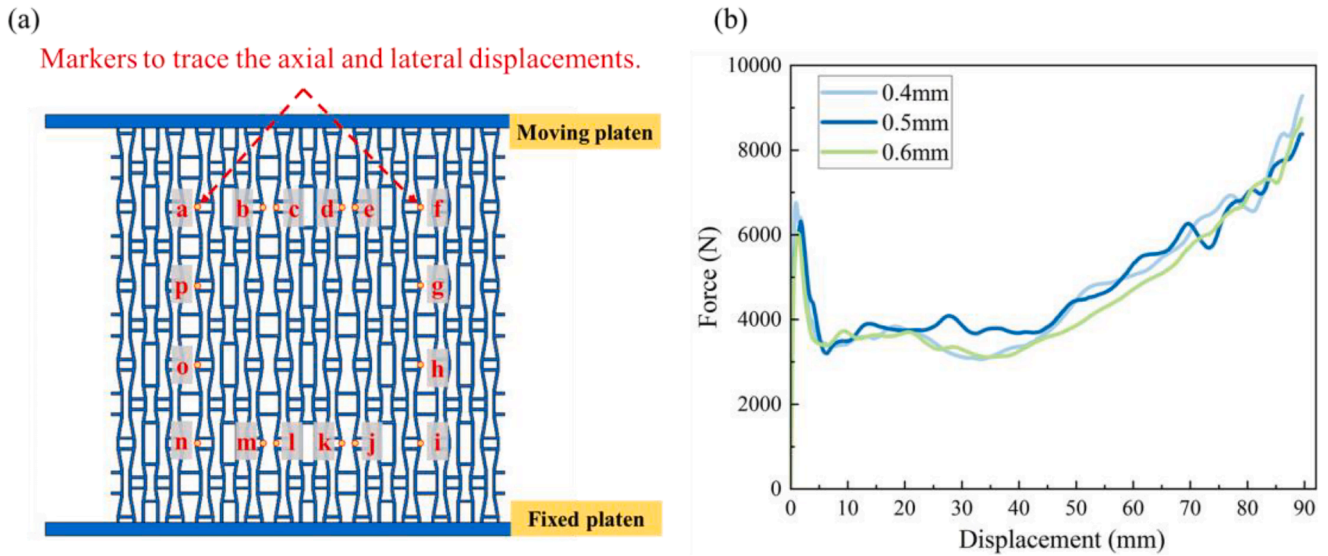 (a)
Markers to trace the axial and lateral displacements.
Moving platen
a b c d e f
p g
o h
n m l k j i
Fixed platen
(b)
10000
8000
6000
4000
2000
0
Force (N)
0.4mm
0.5mm
0.6mm
0 10 20 30 40 50 60 70 80 90
Displacement (mm)